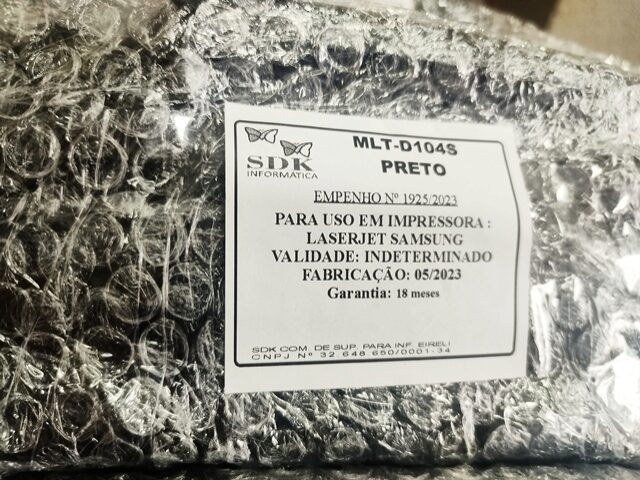 MLT-D104S
PRETO
SDK
INFORMÁTICA
EMPENHO Nº 1925/2023
PARA USO EM IMPRESSORA :
LASERJET SAMSUNG
VALIDADE: INDETERMINADO
FABRICAÇÃO: 05/2023
Garantia: 18 meses
SDK COM. DE SUP. PARA INF. EIRELI
CNPJ Nº 32 648 650/0001-34